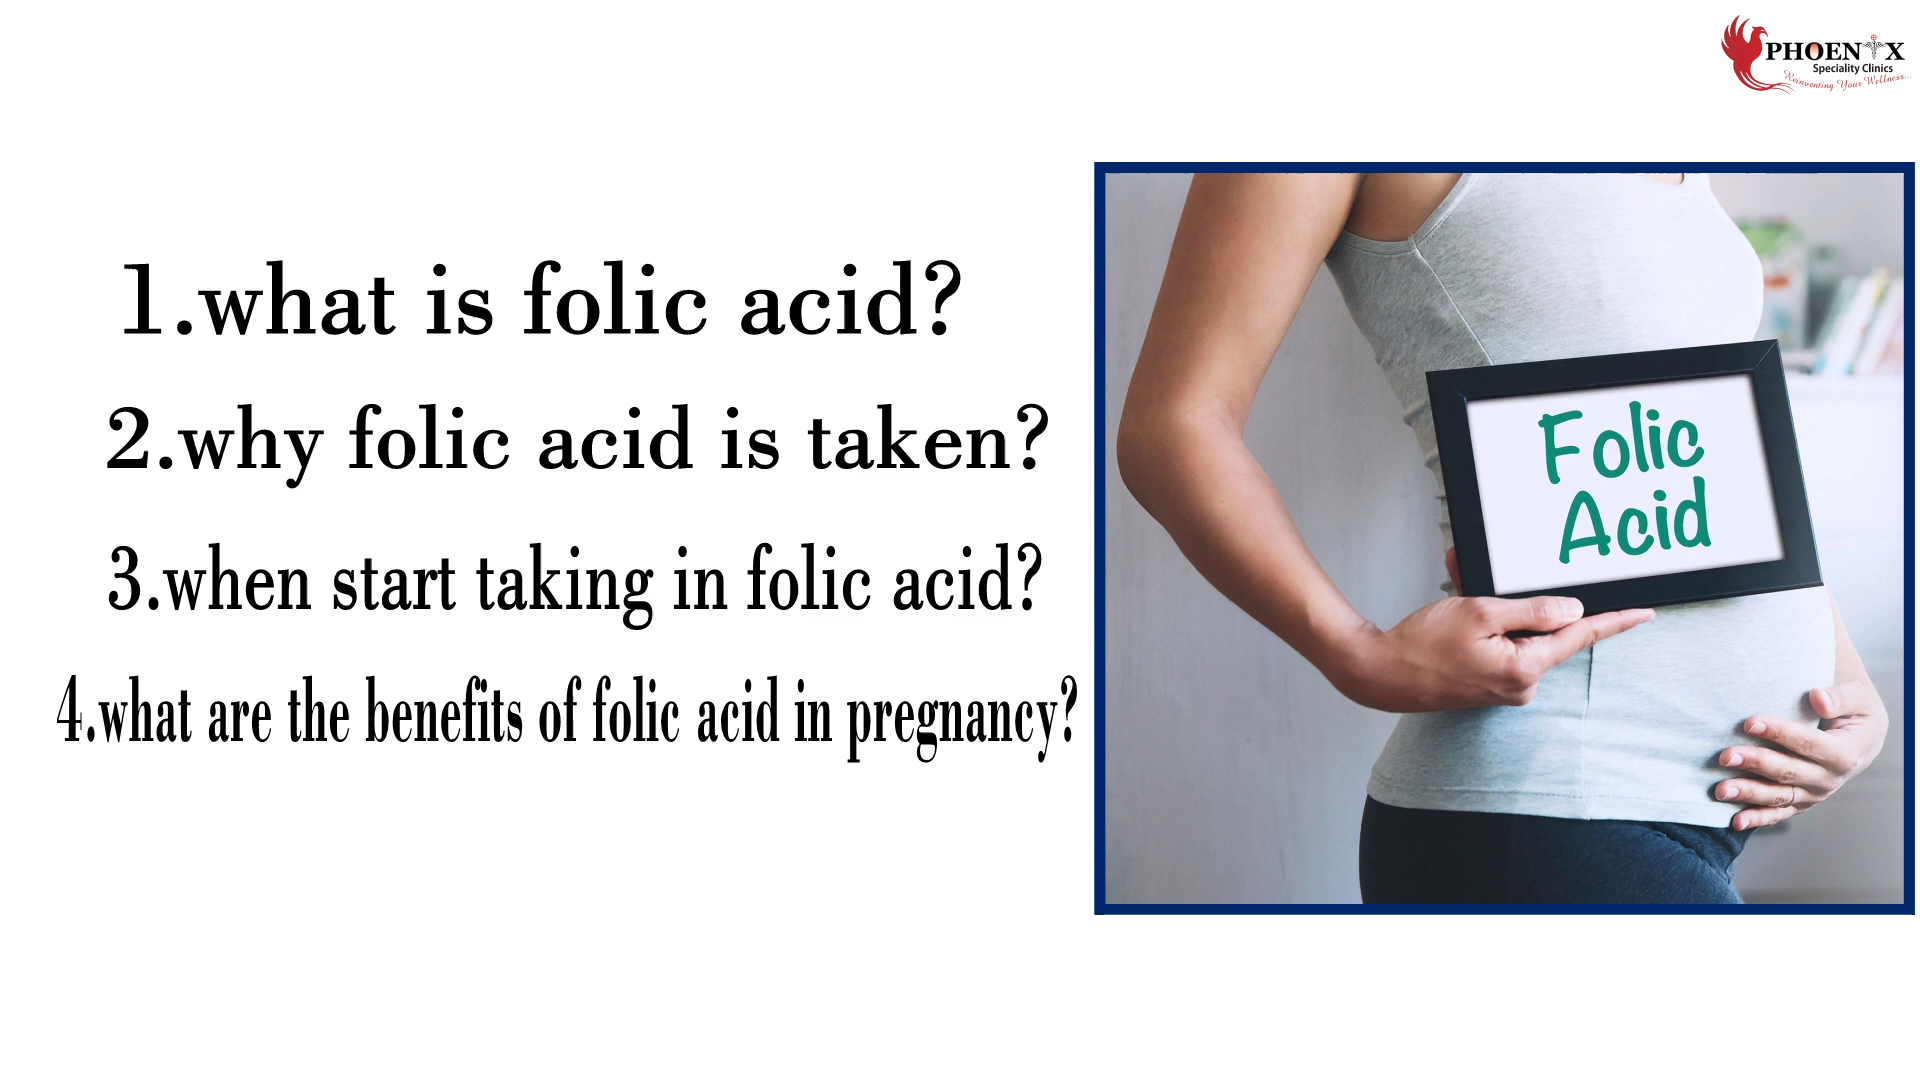 PHOENIX
Speciality Clinics
Reinventing Your Wellness...
1.what is folic acid?
2.why folic acid is taken?
3.when start taking in folic acid?
4.what are the benefits of folic acid in pregnancy?
Folic
Acid